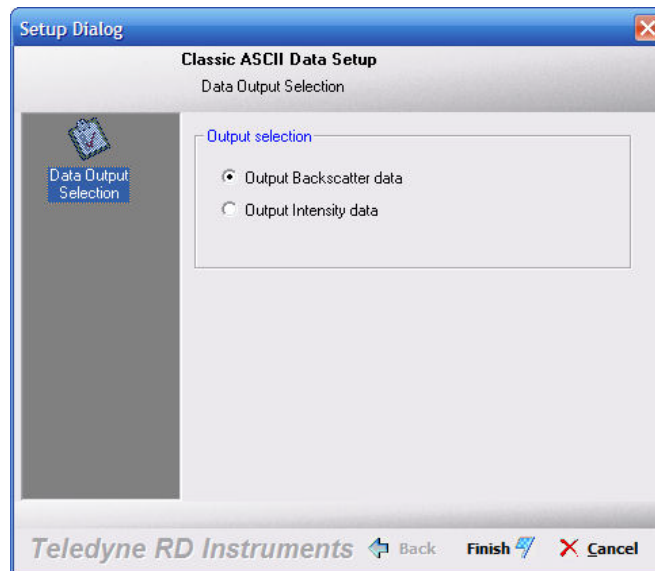 Setup Dialog
Classic ASCII Data Setup
Data Output Selection
Data Output
Selection
Output selection
Output Backscatter data
Output Intensity data
Teledyne RD Instruments
Back
Finish
Cancel